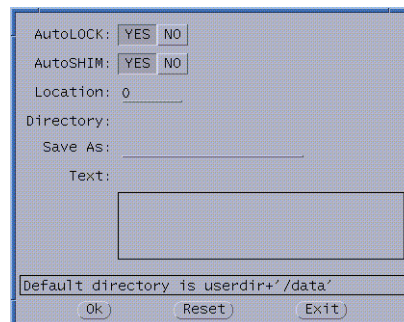 AutoLOCK: YES NO
AutoSHIM: YES NO
Location: 0
Directory:
Save As:
Text:
Default directory is userdir+'/data'
Ok Reset Exit